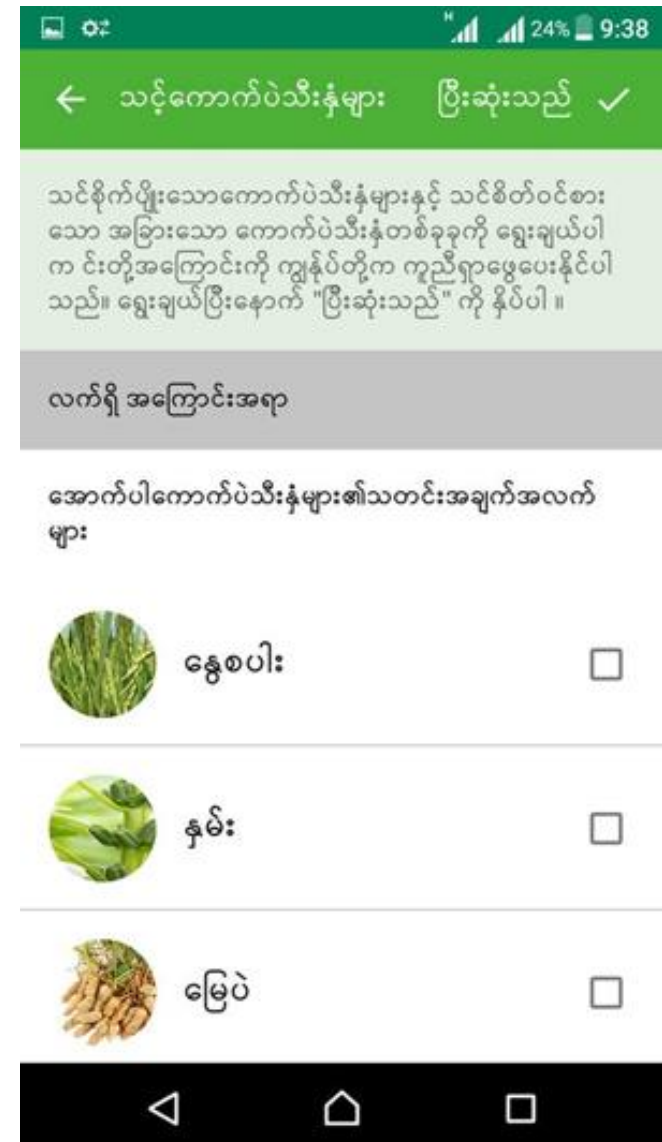 24% 9:38
သင့်ကောက်ပဲသီးနှံများ ပြီးဆုံးသည်
သင်စိုက်ပျိုးသောကောက်ပဲသီးနှံများနှင့် သင်စိတ်ဝင်စား
သော အခြားသော ကောက်ပဲသီးနှံတစ်ခုခုကို ရွေးချယ်ပါ
က င်းတို့အကြောင်းကို ကျွန်ုပ်တို့က ကူညီရှာဖွေပေးနိုင်ပါ
သည်။ ရွေးချယ်ပြီးနောက် "ပြီးဆုံးသည်" ကို နှိပ်ပါ ။
လက်ရှိ အကြောင်းအရာ
အောက်ပါကောက်ပဲသီးနှံများ၏သတင်းအချက်အလက်
များ
နွေစပါး
နှမ်း
မြေပဲ